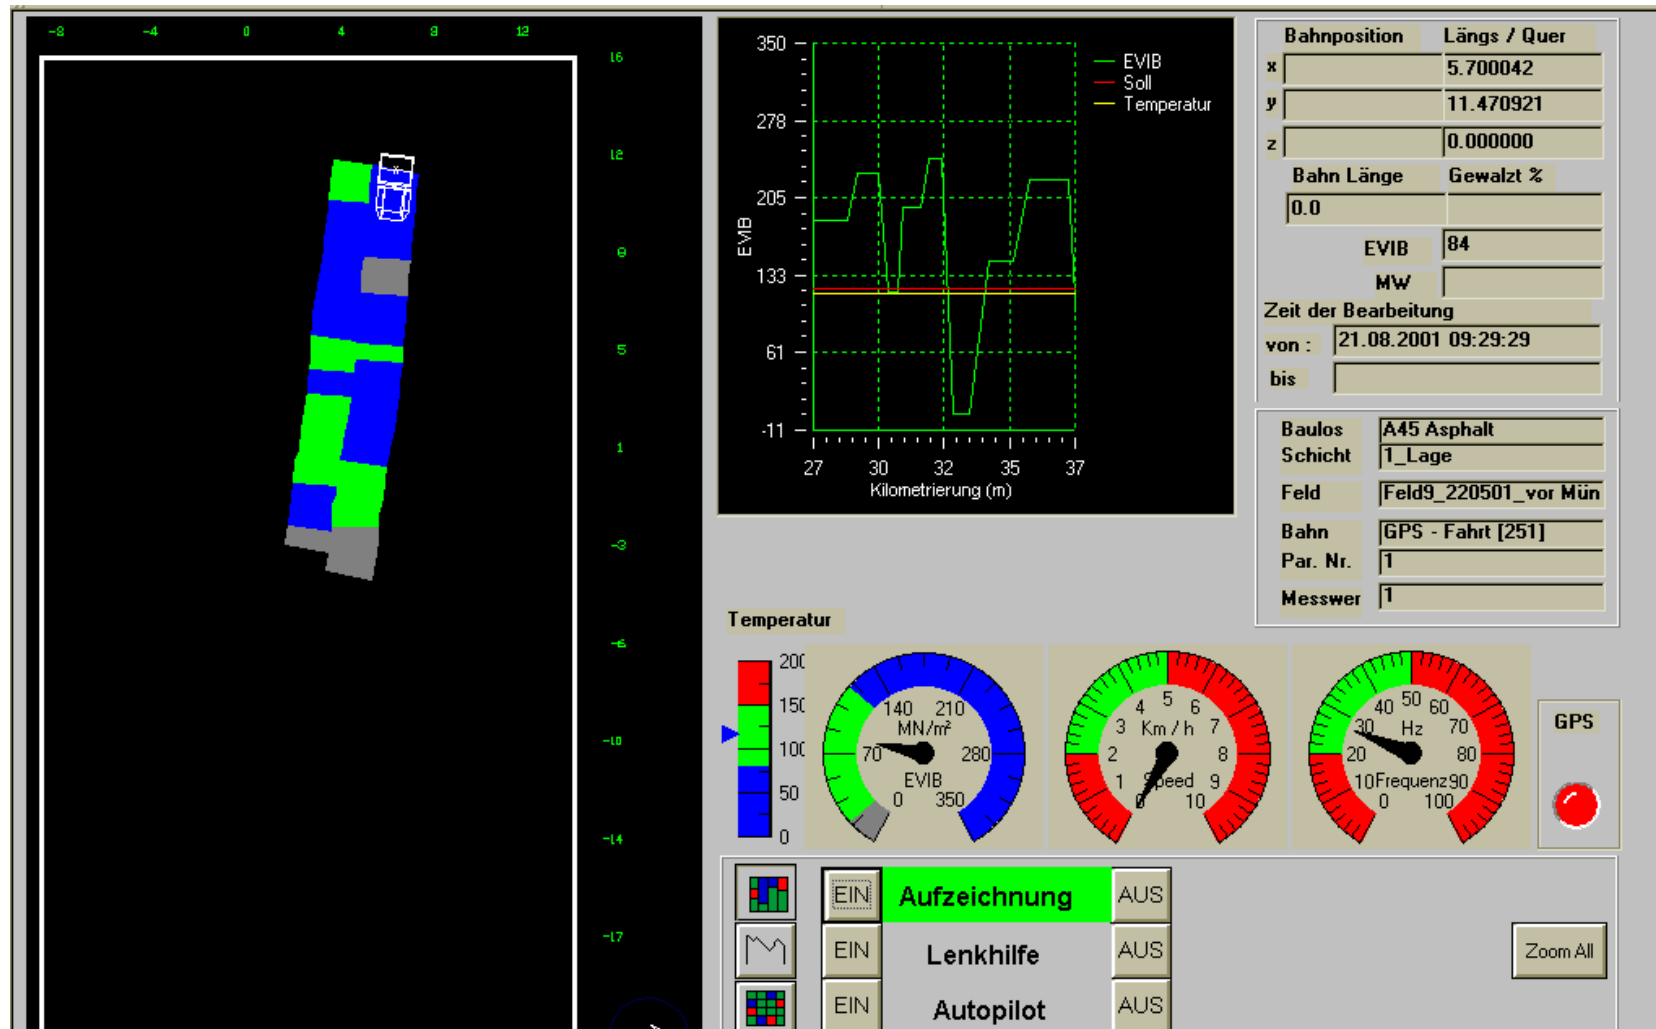 -8 -4 0 4 8 12
16
12
8
5
1
-3
-6
-10
-14
-17
350
278
205
133
61
-11
EVIB
27 30 32 35 37
Kilometrierung (m)
EVIB
Soll
Temperatur
Bahnposition Längs / Quer
x 5.700042
y 11.470921
z 0.000000
Bahn Länge Gewalzt %
0.0
EVIB 84
MW
Zeit der Bearbeitung
von : 21.08.2001 09:29:29
bis
Baulos A45 Asphalt
Schicht 1_Lage
Feld Feld9_220501_vor Mün
Bahn GPS - Fahrt [251]
Par. Nr. 1
Messwer 1
Temperatur
200
150
100
50
0
0 70 140 210 280 350
MN/m²
EVIB
0 1 2 3 4 5 6 7 8 9 10
Km / h
Speed
0 10 20 30 40 50 60 70 80 90 100
Hz
Frequenz
GPS
EIN Aufzeichnung AUS
EIN Lenkhilfe AUS
Zoom All
EIN Autopilot AUS